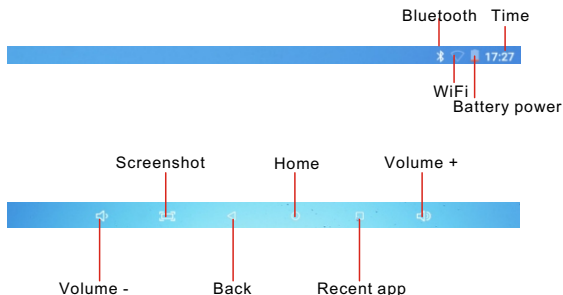 Bluetooth Time
17:27
WiFi
Battery power
Screenshot Home Volume +
Volume - Back Recent app